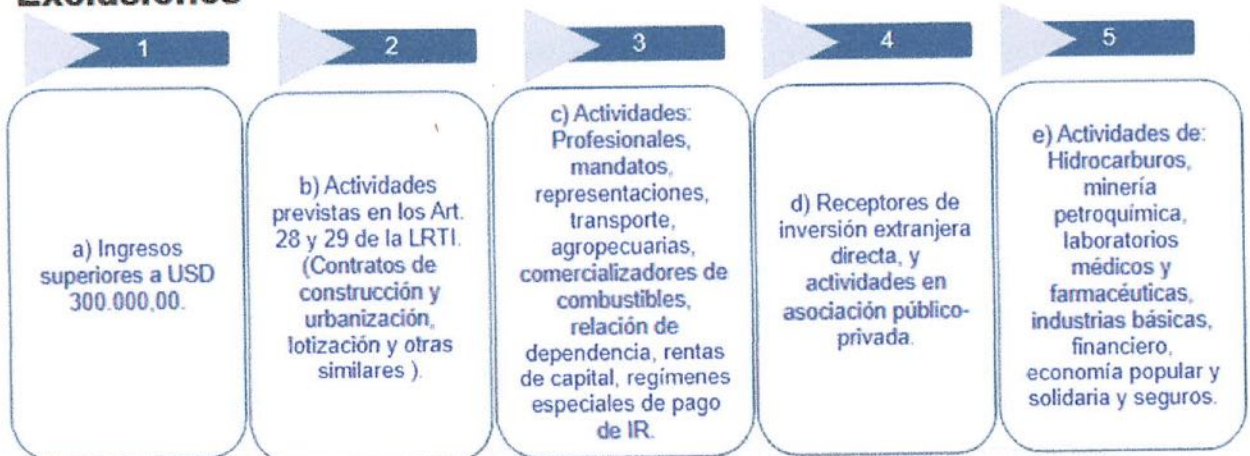 Exclusiones
1
2
3
4
5
a) Ingresos
superiores a USD
300.000,00.
b) Actividades
previstas en los Art.
28 y 29 de la LRTI.
(Contratos de
construcción y
urbanización,
lotización y otras
similares ).
c) Actividades:
Profesionales,
mandatos,
representaciones,
transporte,
agropecuarias,
comercializadores de
combustibles,
relación de
dependencia, rentas
de capital, regímenes
especiales de pago
de IR.
d) Receptores de
inversión extranjera
directa, y
actividades en
asociación público-
privada.
e) Actividades de:
Hidrocarburos,
minería
petroquímica,
laboratorios
médicos y
farmacéuticas,
industrias básicas,
financiero,
economía popular y
solidaria y seguros.